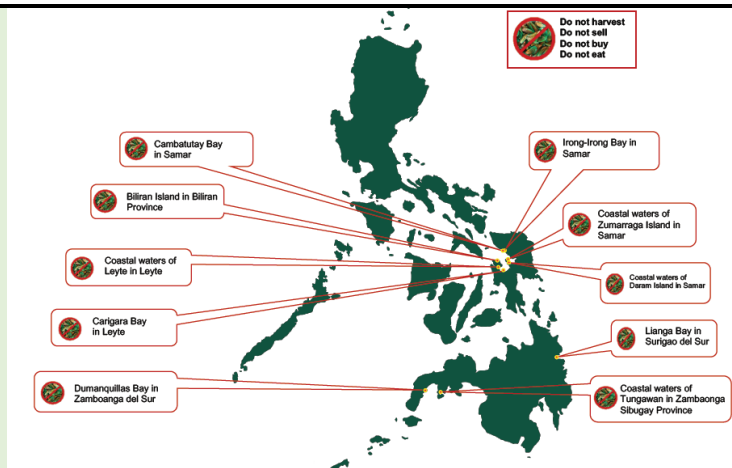 Do not harvest
Do not sell
Do not buy
Do not eat
Cambatutay Bay
in Samar
Irong-Irong Bay in
Samar
Biliran Island in Biliran
Province
Coastal waters of
Zumarraga Island in
Samar
Coastal waters of
Leyte in Leyte
Coastal waters of
Daram Island in Samar
Carigara Bay
in Leyte
Lianga Bay in
Surigao del Sur
Dumanquillas Bay in
Zamboanga del Sur
Coastal waters of
Tungawan in Zambaonga
Sibugay Province